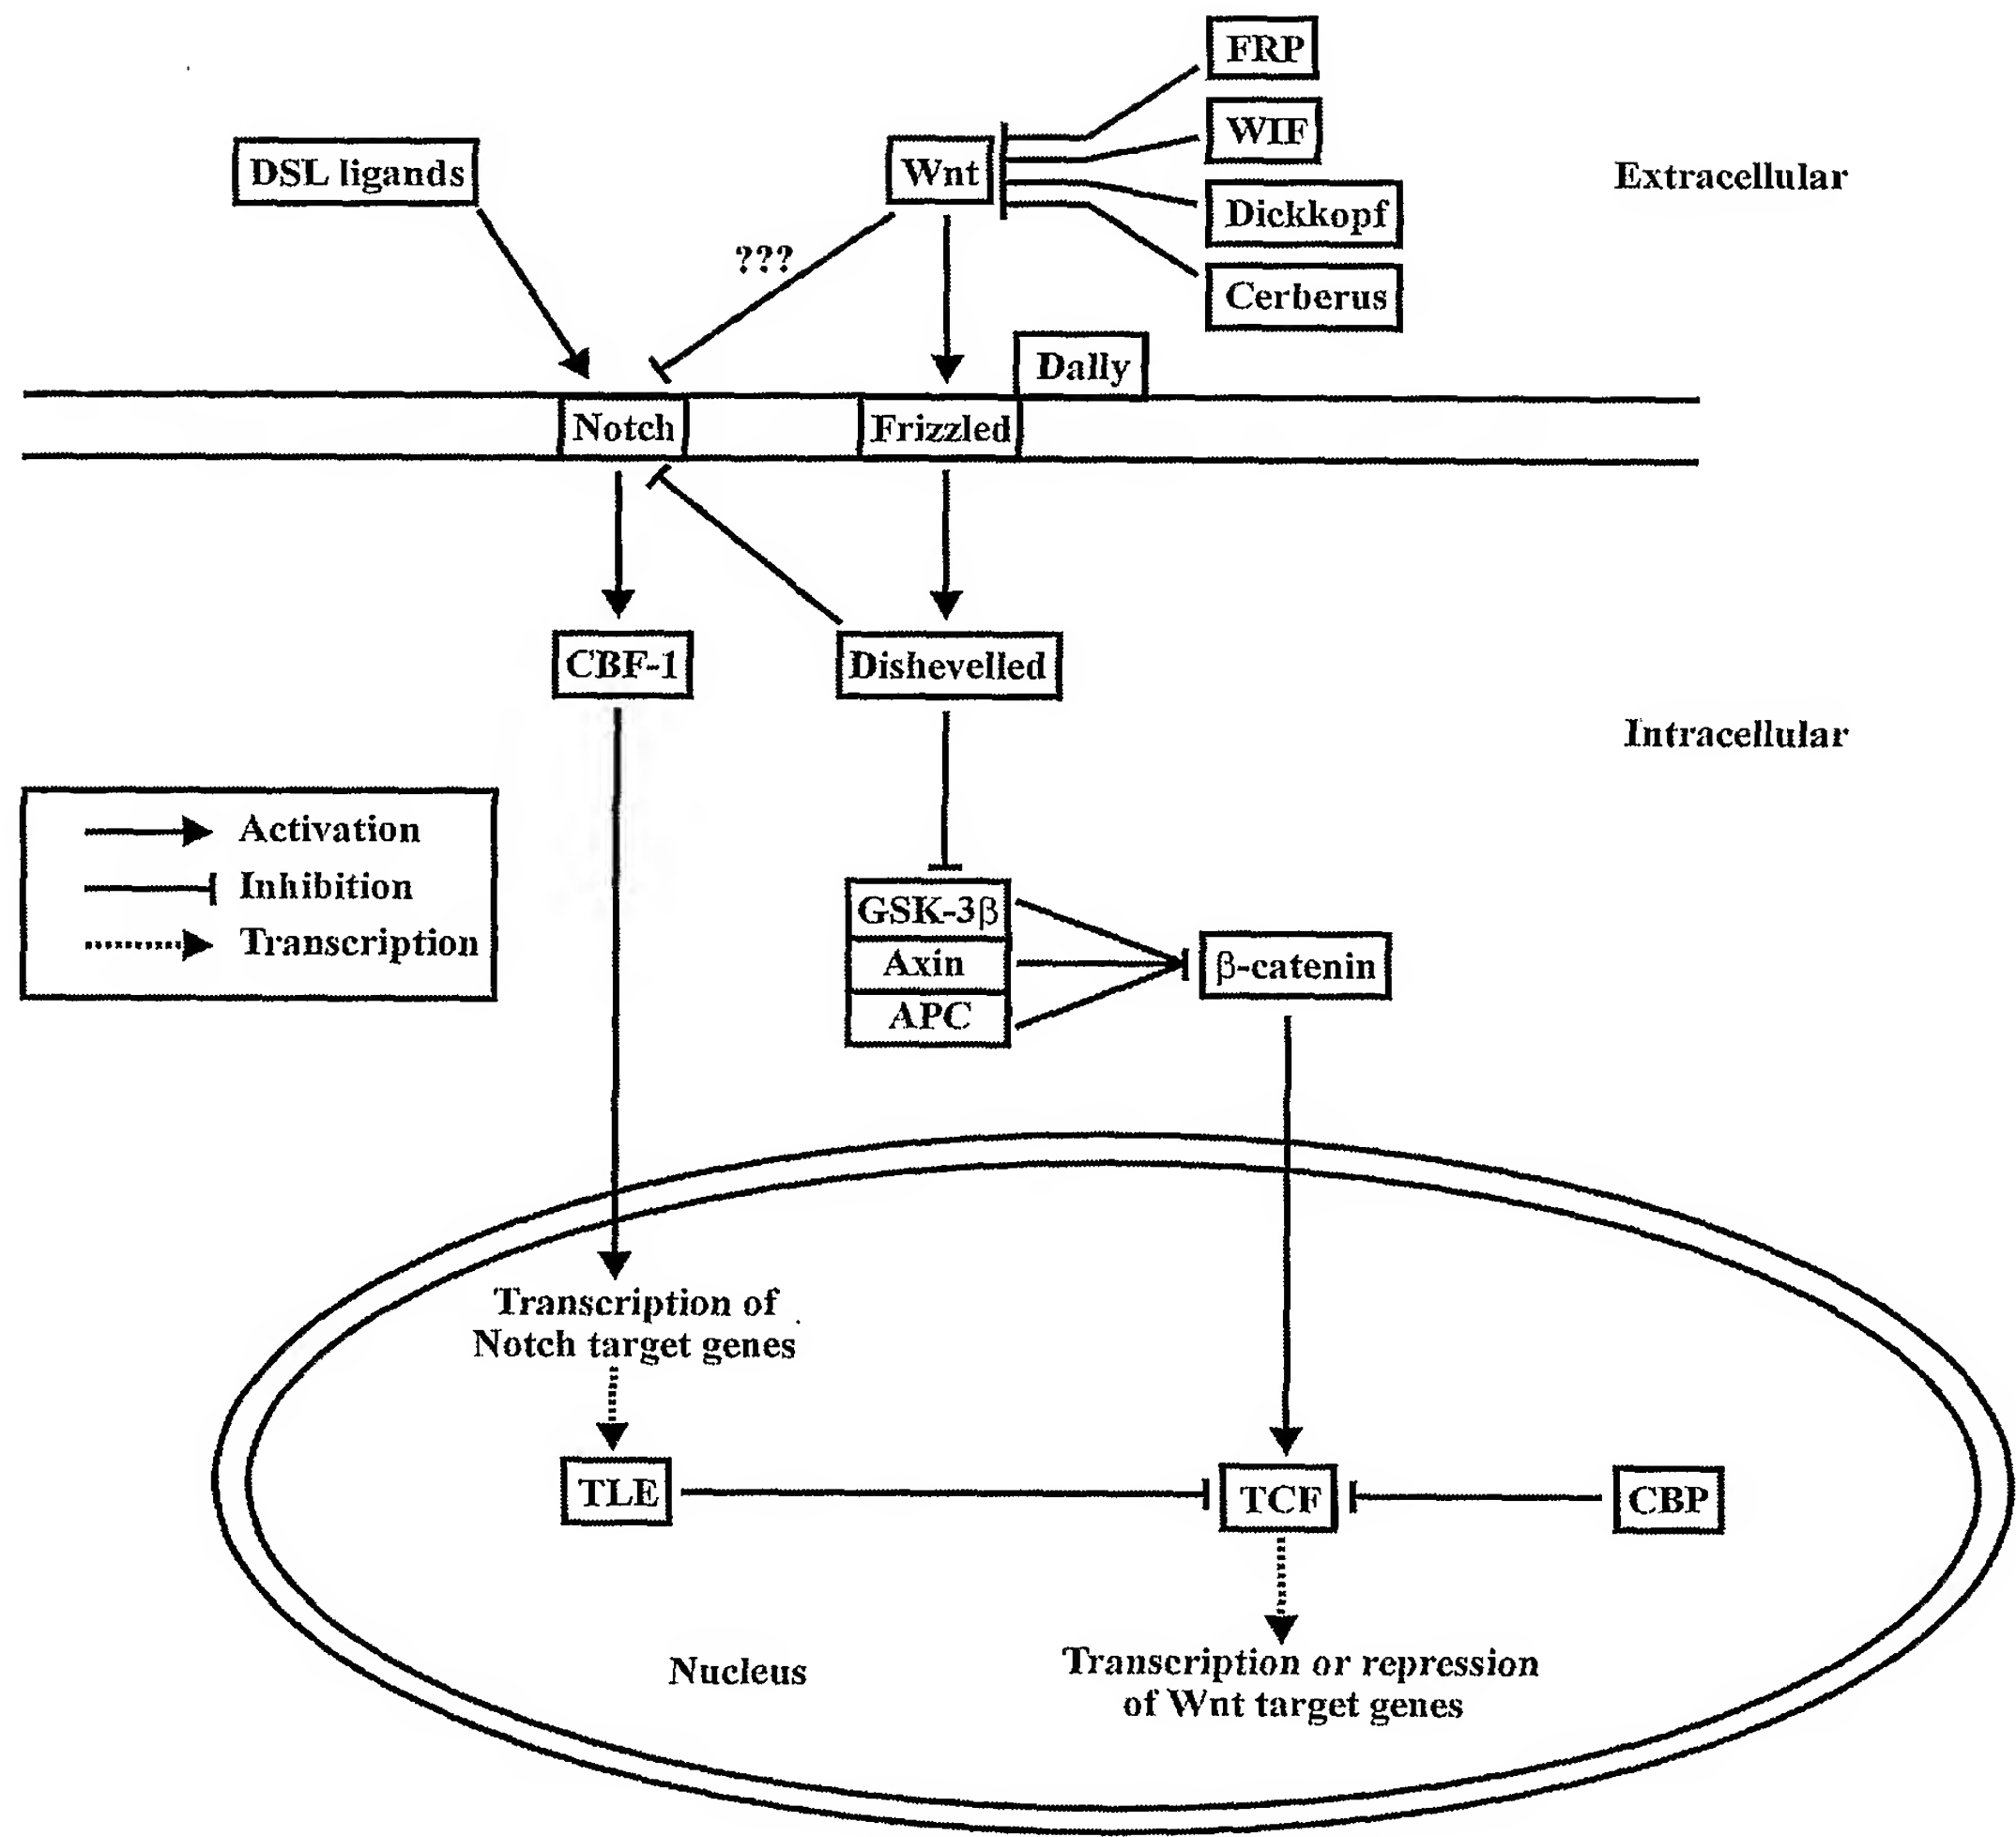 FRP
WIF
DSL ligands
Wnt
Extracellular
Dickkopf
???
Cerberus
Dally
Notch
Frizzled
CBF-1
Dishevelled
Intracellular
Activation
Inhibition
Transcription
GSK-3β
Axin
APC
β-catenin
Transcription of
Notch target genes
TLE
TCF
CBP
Nucleus
Transcription or repression
of Wnt target genes